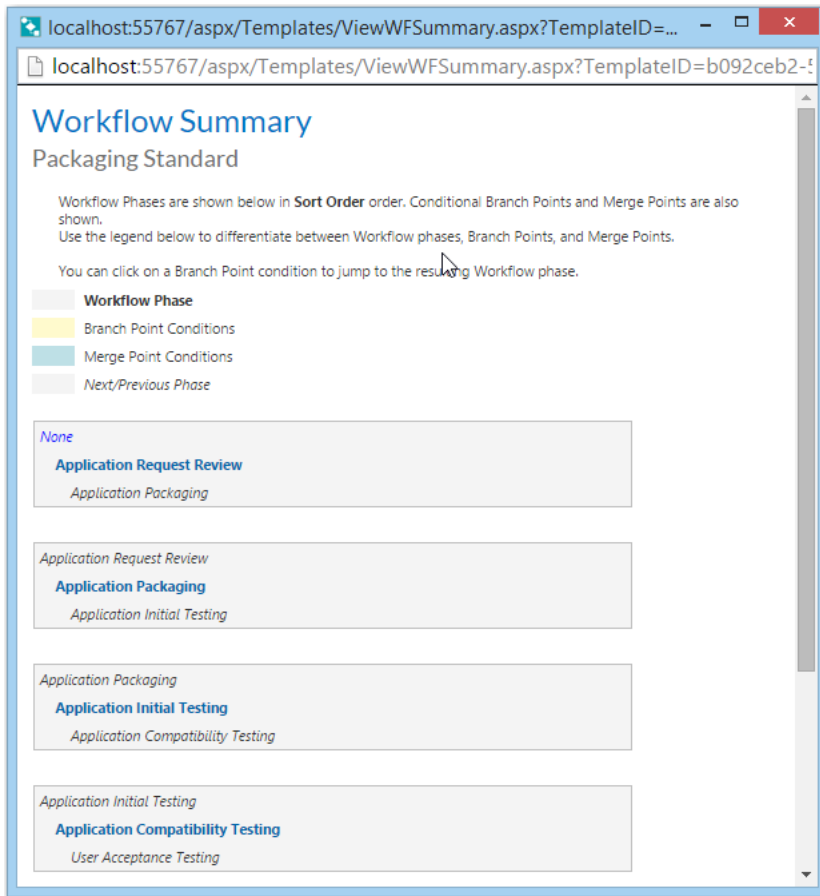 localhost:55767/aspx/Templates/ViewWFSummary.aspx?TemplateID=...
localhost:55767/aspx/Templates/ViewWFSummary.aspx?TemplateID=b092ceb2-5
Workflow Summary
Packaging Standard
Workflow Phases are shown below in Sort Order order. Conditional Branch Points and Merge Points are also
shown.
Use the legend below to differentiate between Workflow phases, Branch Points, and Merge Points.
You can click on a Branch Point condition to jump to the resulting Workflow phase.
Workflow Phase
Branch Point Conditions
Merge Point Conditions
Next/Previous Phase
None
Application Request Review
Application Packaging
Application Request Review
Application Packaging
Application Initial Testing
Application Packaging
Application Initial Testing
Application Compatibility Testing
Application Initial Testing
Application Compatibility Testing
User Acceptance Testing